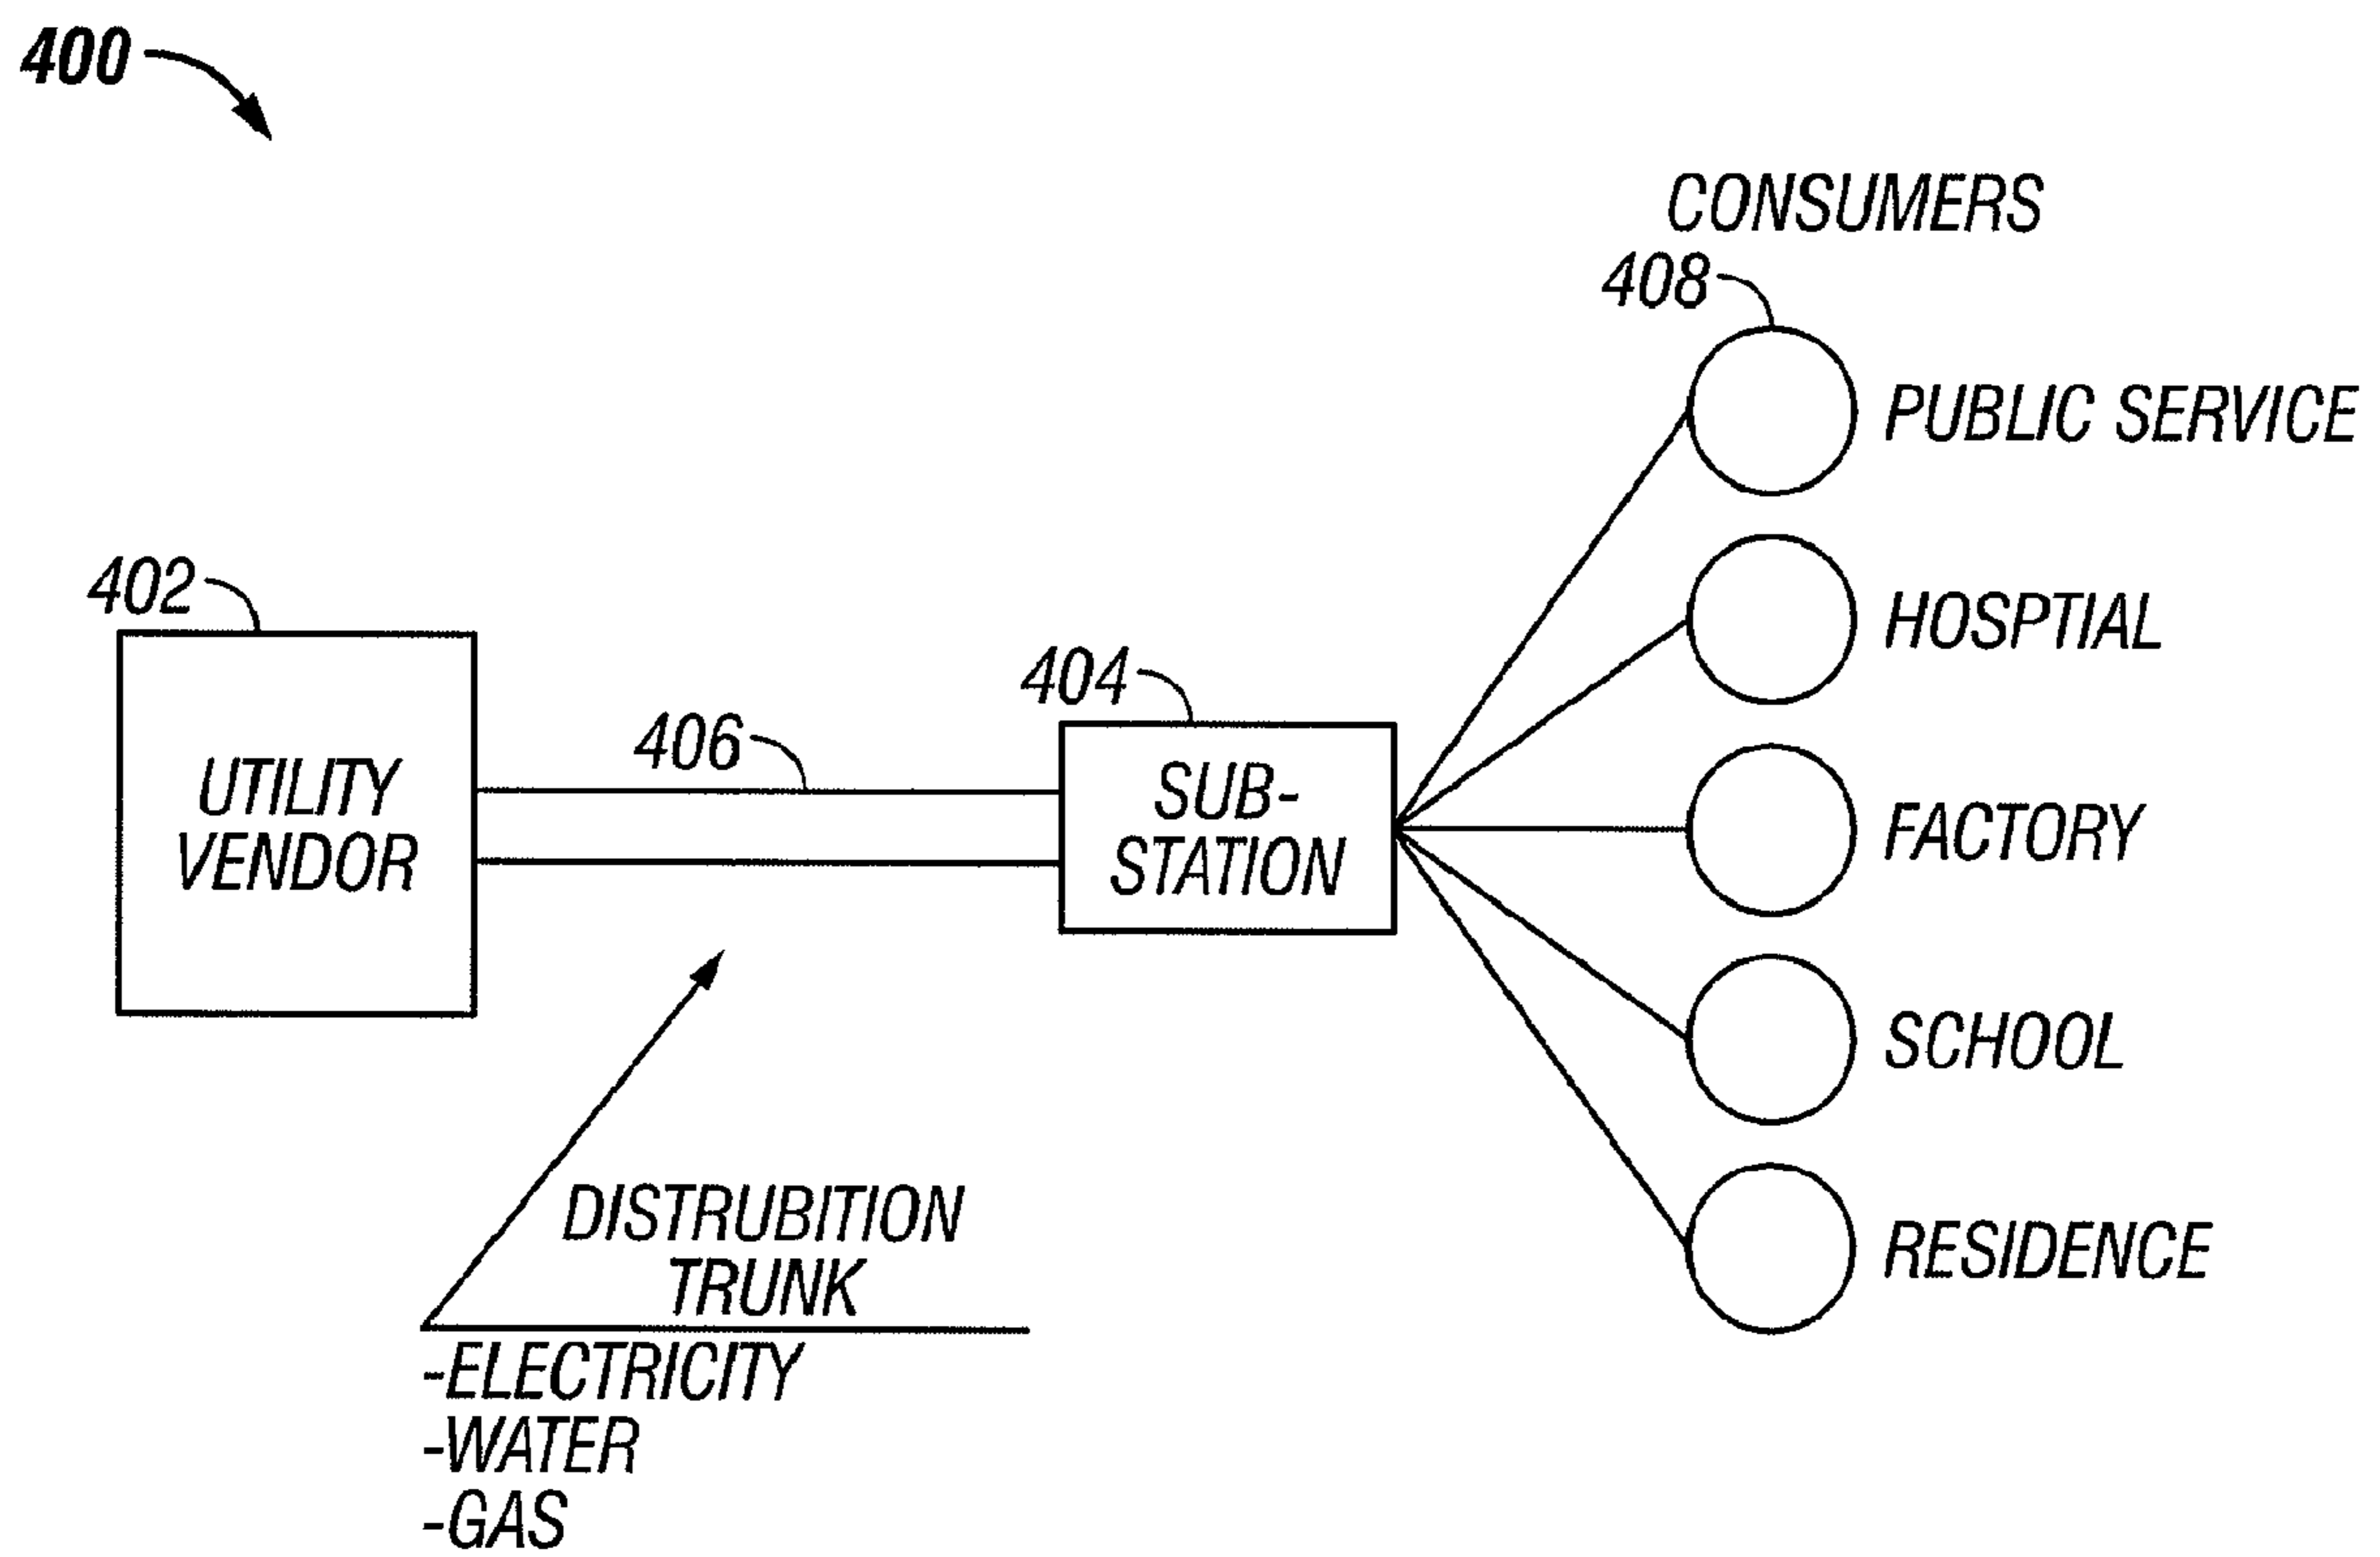 400
CONSUMERS
408
PUBLIC SERVICE
HOSPTIAL
402
404
406
UTILITY
VENDOR
SUB-
STATION
FACTORY
SCHOOL
DISTRUBITION
TRUNK
RESIDENCE
-ELECTRICITY
-WATER
-GAS